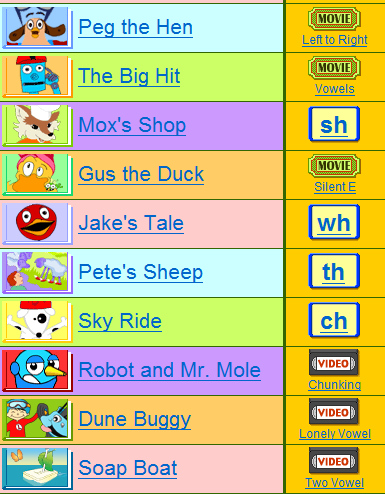 Peg the Hen
MOVIE
Left to Right
The Big Hit
MOVIE
Vowels
Mox's Shop
sh
Gus the Duck
MOVIE
Silent E
Jake's Tale
wh
Pete's Sheep
th
Sky Ride
ch
Robot and Mr. Mole
VIDEO
Chunking
Dune Buggy
VIDEO
Lonely Vowel
Soap Boat
VIDEO
Two Vowel